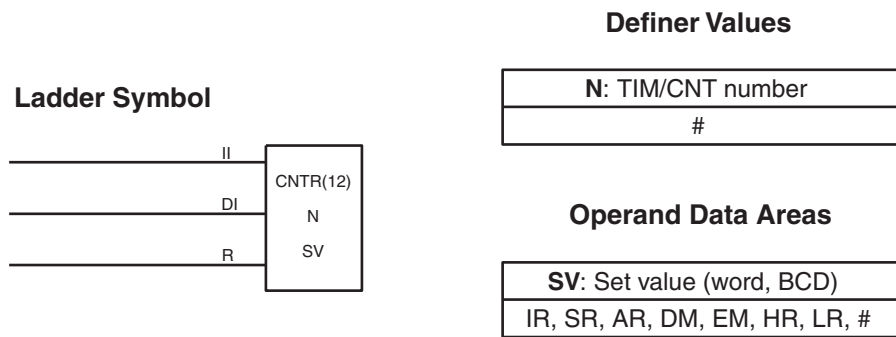 Ladder Symbol
II
DI
R
CNTR(12)
N
SV
Definer Values
N: TIM/CNT number
#
Operand Data Areas
SV: Set value (word, BCD)
IR, SR, AR, DM, EM, HR, LR, #